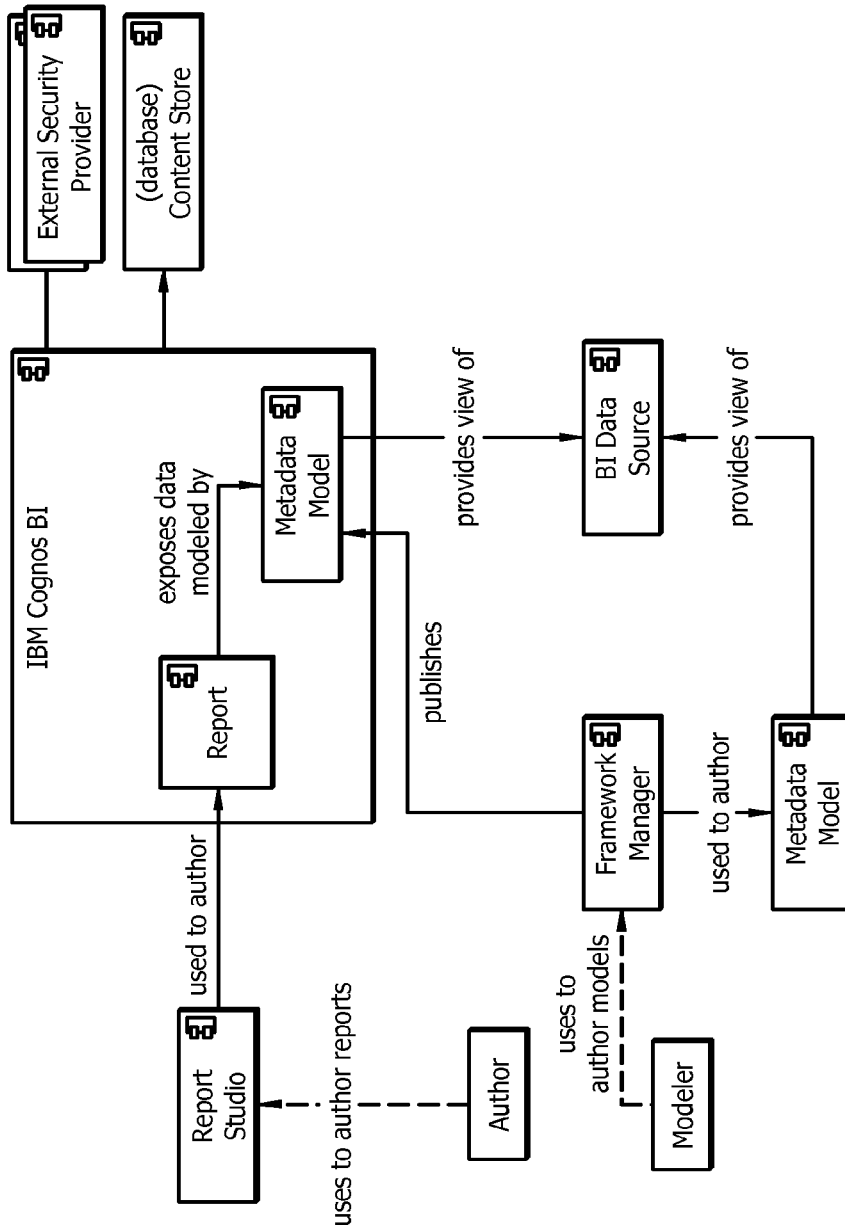 IBM Cognos BI
External Security
Provider
(database)
Content Store
Report
Studio
used to author
Report
exposes data
modeled by
Metadata
Model
uses to author reports
Author
publishes
provides view of
uses to
author models
Framework
Manager
BI Data
Source
Modeler
used to author
provides view of
Metadata
Model